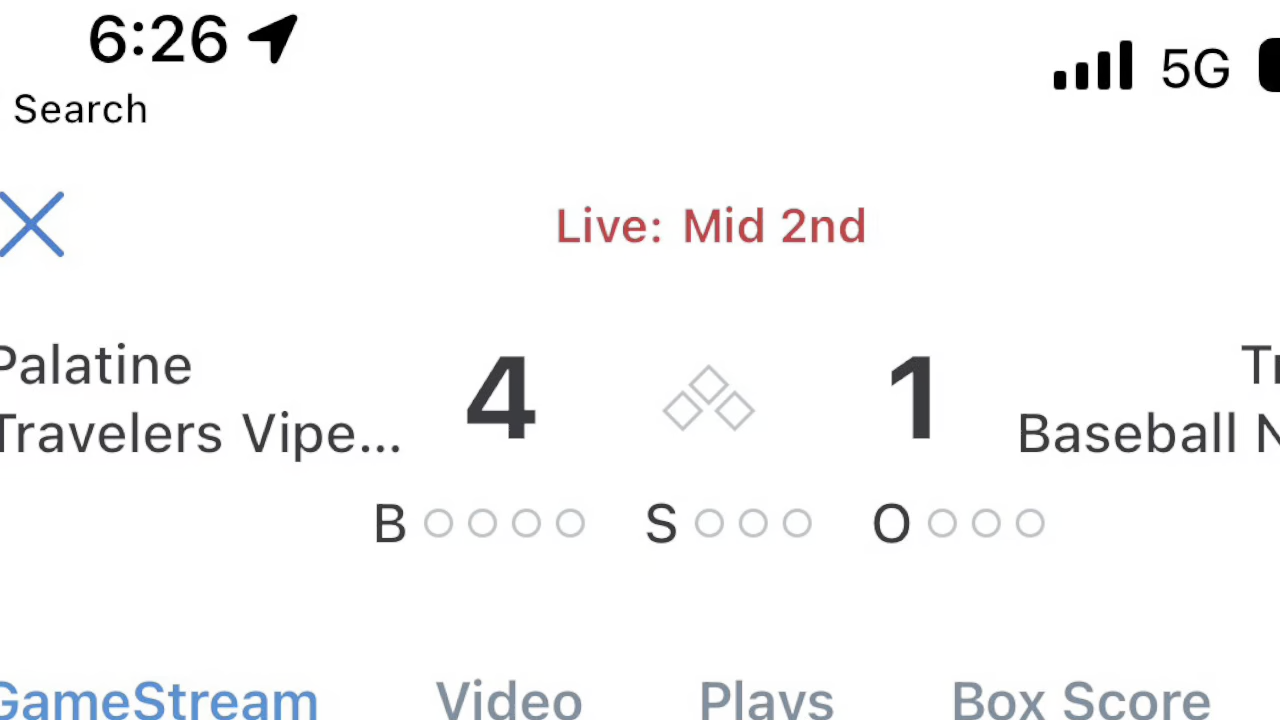 6:26
5G
Search
Live: Mid 2nd
Palatine
Travelers Vipe...
4
1
Baseball
B
S
O
GameStream
Video
Plays
Box Score